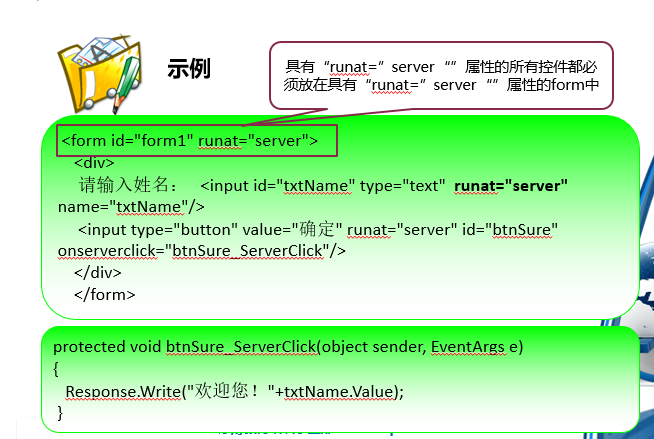 示例
具有“runat=”server“”属性的所有控件都必
须放在具有“runat=”server“”属性的form中
<form id="form1" runat="server">
<div>
请输入姓名： <input id="txtName" type="text" runat="server"
name="txtName"/>
<input type="button" value="确定" runat="server" id="btnSure"
onserverclick="btnSure_ServerClick"/>
</div>
</form>
protected void btnSure_ServerClick(object sender, EventArgs e)
{
Response.Write("欢迎您！"+txtName.Value);
}